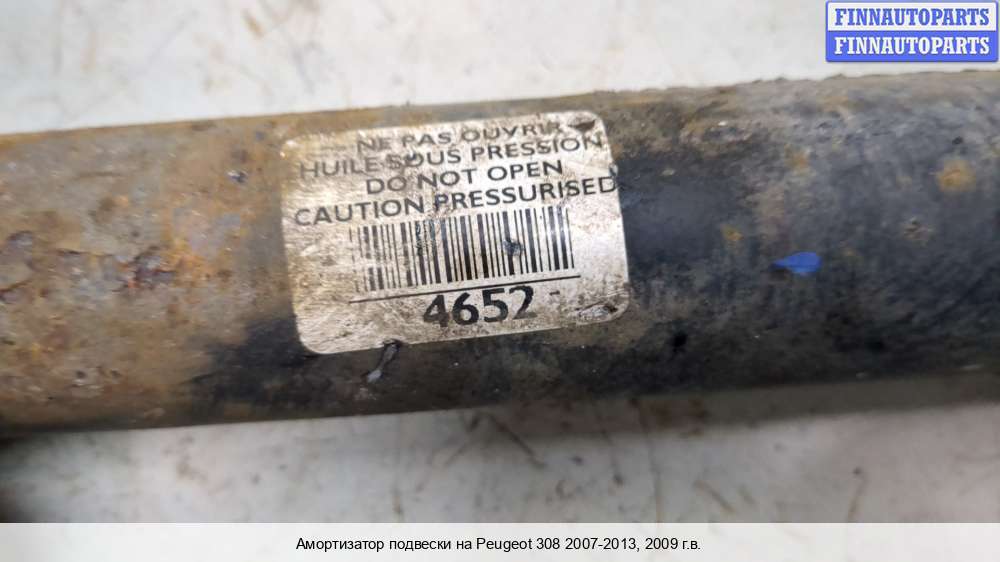 FINNAUTOPARTS
FINNAUTOPARTS
NE PAS OUVRIR
HUILE SOUS PRESSION
DO NOT OPEN
CAUTION PRESSURISED
4652
Амортизатор подвески на Peugeot 308 2007-2013, 2009 г.в.